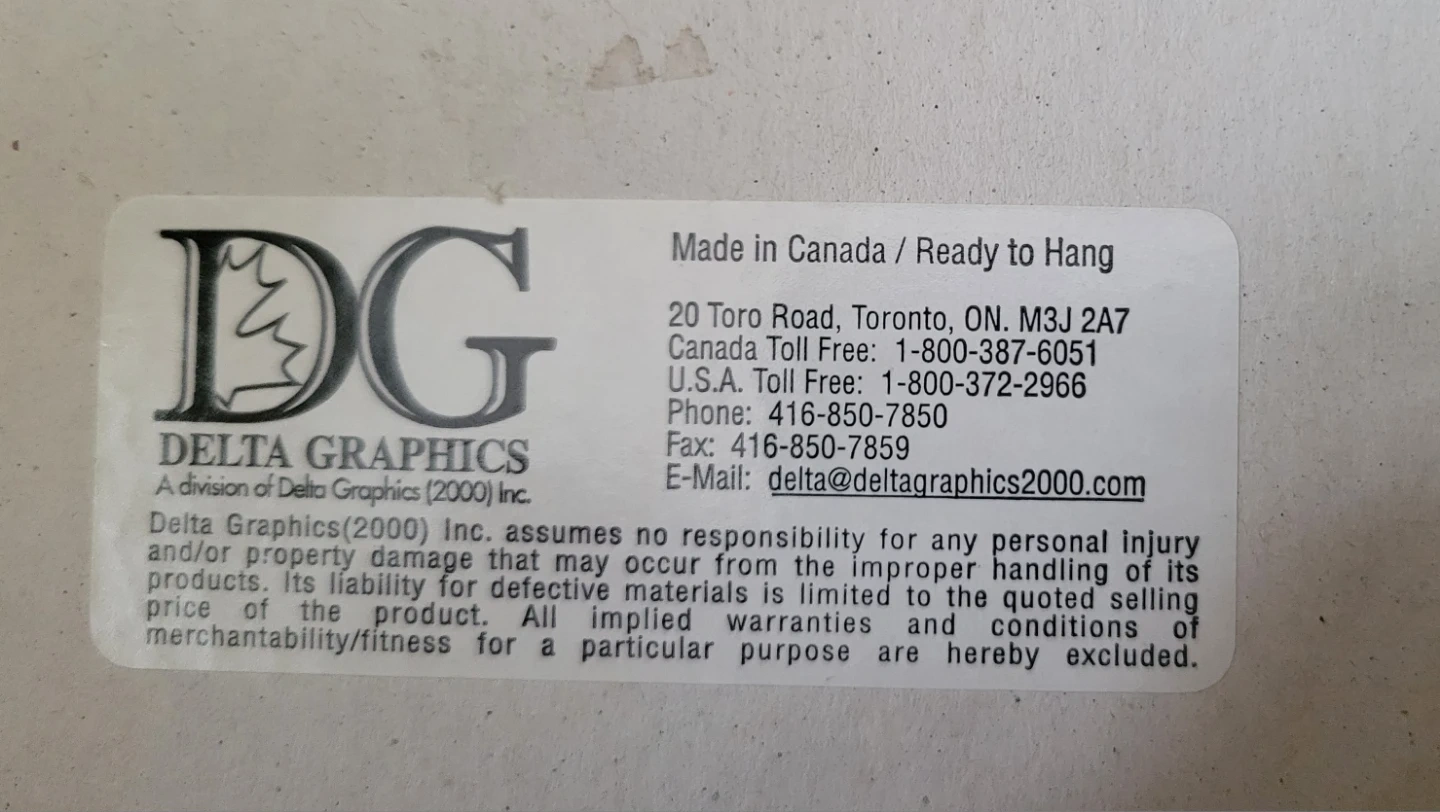 DG
DELTA GRAPHICS
A division of Delta Graphics (2000) Inc.
Made in Canada / Ready to Hang
20 Toro Road, Toronto, ON. M3J 2A7
Canada Toll Free: 1-800-387-6051
U.S.A. Toll Free: 1-800-372-2966
Phone: 416-850-7850
Fax: 416-850-7859
E-Mail: delta@deltagraphics2000.com
Delta Graphics(2000) Inc. assumes no responsibility for any personal injury
and/or property damage that may occur from the improper handling of its
products. Its liability for defective materials is limited to the quoted selling
price of the product. All implied warranties and conditions of
merchantability/fitness for a particular purpose are hereby excluded.